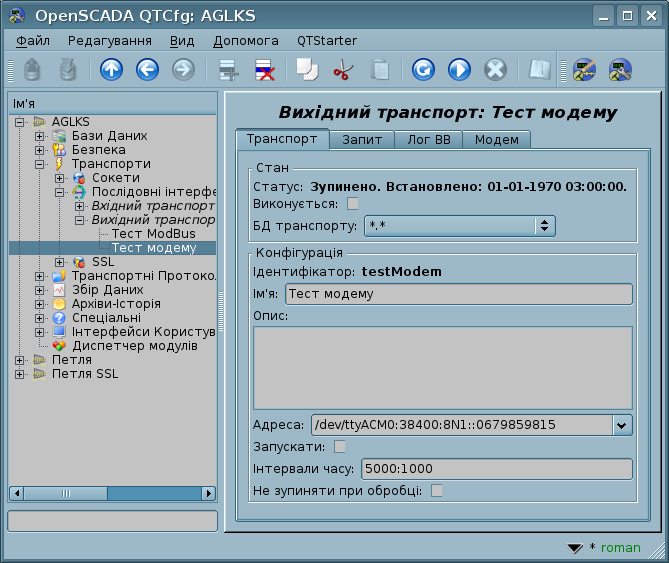 OpenSCADA QTCfg: AGLKS
Файл Редагування Вид Допомога QTStarter
Ім'я
AGLKS
Бази Даних
Безпека
Транспорти
Сокети
Послідовні інтерфе
Вхідний транспорт
Вихідний транспор
Тест ModBus
Тест модему
SSL
Транспортні Протоко
Збір Даних
Архіви-Історія
Спеціальні
Інтерфейси Користув
Диспетчер модулів
Петля
Петля SSL
Вихідний транспорт: Тест модему
Транспорт Запит Лог ВВ Модем
Стан
Статус: Зупинено. Встановлено: 01-01-1970 03:00:00.
Виконується:
БД транспорту: *.*
Конфігурація
Ідентифікатор: testModem
Ім'я: Тест модему
Опис:
Адреса: /dev/ttyACM0:38400:8N1::0679859815
Запускати:
Інтервали часу: 5000:1000
Не зупиняти при обробці:
* roman